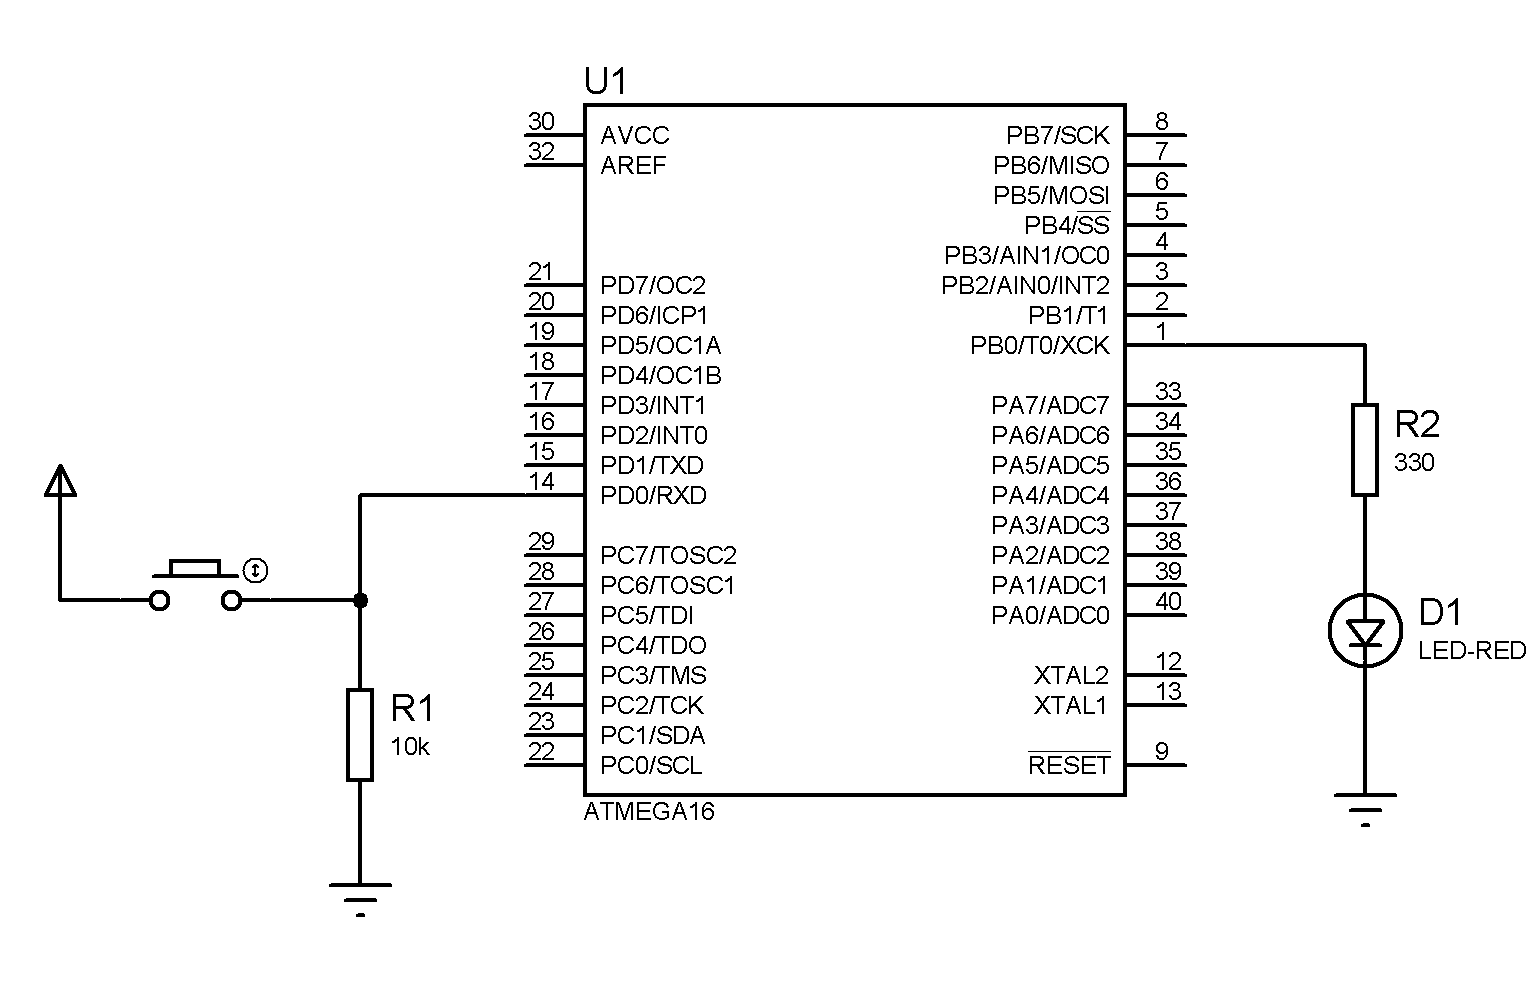 U1
30 AVCC
32 AREF
21 PD7/OC2
20 PD6/ICP1
19 PD5/OC1A
18 PD4/OC1B
17 PD3/INT1
16 PD2/INT0
15 PD1/TXD
14 PD0/RXD
29 PC7/TOSC2
28 PC6/TOSC1
27 PC5/TDI
26 PC4/TDO
25 PC3/TMS
24 PC2/TCK
23 PC1/SDA
22 PC0/SCL
PB7/SCK 8
PB6/MISO 7
PB5/MOSI 6
PB4/SS 5
PB3/AIN1/OC0 4
PB2/AIN0/INT2 3
PB1/T1 2
PB0/T0/XCK 1
PA7/ADC7 33
PA6/ADC6 34
PA5/ADC5 35
PA4/ADC4 36
PA3/ADC3 37
PA2/ADC2 38
PA1/ADC1 39
PA0/ADC0 40
XTAL2 12
XTAL1 13
RESET 9
ATMEGA16
R1
10k
R2
330
D1
LED-RED